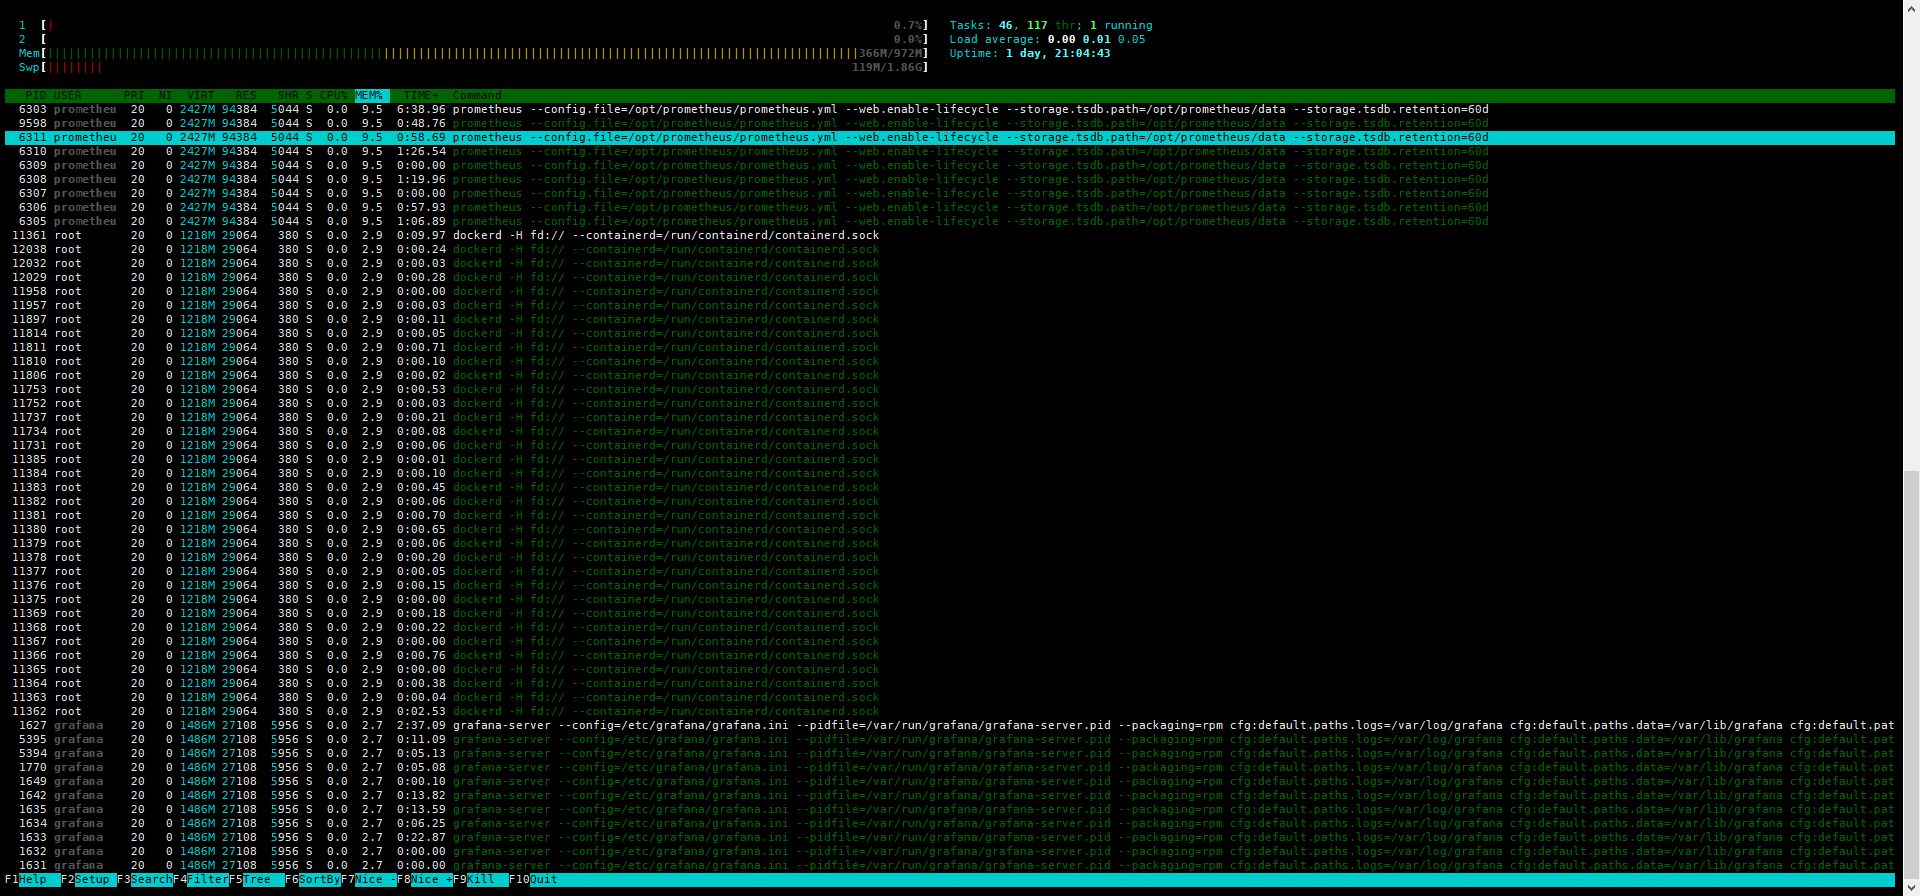 1 [| 0.7%] Tasks: 46, 117 thr; 1 running
2 [ 0.0%] Load average: 0.00 0.01 0.05
Mem[||||||||||||||||||||||||||||||||||||||||||||||||||||||||||||||||||||||||||||||||||||||||||||||||||||||||||||||||||||366M/972M] Uptime: 1 day, 21:04:43
Swp[|||||||| 119M/1.86G]
PID USER PRI NI VIRT RES SHR S CPU% MEM% TIME+ Command
6303 prometheu 20 0 2427M 94384 5044 S 0.0 9.5 6:38.96 prometheus --config.file=/opt/prometheus/prometheus.yml --web.enable-lifecycle --storage.tsdb.path=/opt/prometheus/data --storage.tsdb.retention=60d
9598 prometheu 20 0 2427M 94384 5044 S 0.0 9.5 0:48.76 prometheus --config.file=/opt/prometheus/prometheus.yml --web.enable-lifecycle --storage.tsdb.path=/opt/prometheus/data --storage.tsdb.retention=60d
6311 prometheu 20 0 2427M 94384 5044 S 0.0 9.5 0:58.69 prometheus --config.file=/opt/prometheus/prometheus.yml --web.enable-lifecycle --storage.tsdb.path=/opt/prometheus/data --storage.tsdb.retention=60d
6310 prometheu 20 0 2427M 94384 5044 S 0.0 9.5 1:26.54 prometheus --config.file=/opt/prometheus/prometheus.yml --web.enable-lifecycle --storage.tsdb.path=/opt/prometheus/data --storage.tsdb.retention=60d
6309 prometheu 20 0 2427M 94384 5044 S 0.0 9.5 0:00.00 prometheus --config.file=/opt/prometheus/prometheus.yml --web.enable-lifecycle --storage.tsdb.path=/opt/prometheus/data --storage.tsdb.retention=60d
6308 prometheu 20 0 2427M 94384 5044 S 0.0 9.5 1:19.96 prometheus --config.file=/opt/prometheus/prometheus.yml --web.enable-lifecycle --storage.tsdb.path=/opt/prometheus/data --storage.tsdb.retention=60d
6307 prometheu 20 0 2427M 94384 5044 S 0.0 9.5 0:00.00 prometheus --config.file=/opt/prometheus/prometheus.yml --web.enable-lifecycle --storage.tsdb.path=/opt/prometheus/data --storage.tsdb.retention=60d
6306 prometheu 20 0 2427M 94384 5044 S 0.0 9.5 0:57.93 prometheus --config.file=/opt/prometheus/prometheus.yml --web.enable-lifecycle --storage.tsdb.path=/opt/prometheus/data --storage.tsdb.retention=60d
6305 prometheu 20 0 2427M 94384 5044 S 0.0 9.5 1:06.89 prometheus --config.file=/opt/prometheus/prometheus.yml --web.enable-lifecycle --storage.tsdb.path=/opt/prometheus/data --storage.tsdb.retention=60d
11361 root 20 0 1218M 29064 380 S 0.0 2.9 0:09.97 dockerd -H fd:// --containerd=/run/containerd/containerd.sock
12038 root 20 0 1218M 29064 380 S 0.0 2.9 0:00.24 dockerd -H fd:// --containerd=/run/containerd/containerd.sock
12032 root 20 0 1218M 29064 380 S 0.0 2.9 0:00.03 dockerd -H fd:// --containerd=/run/containerd/containerd.sock
12029 root 20 0 1218M 29064 380 S 0.0 2.9 0:00.28 dockerd -H fd:// --containerd=/run/containerd/containerd.sock
11958 root 20 0 1218M 29064 380 S 0.0 2.9 0:00.00 dockerd -H fd:// --containerd=/run/containerd/containerd.sock
11957 root 20 0 1218M 29064 380 S 0.0 2.9 0:00.03 dockerd -H fd:// --containerd=/run/containerd/containerd.sock
11897 root 20 0 1218M 29064 380 S 0.0 2.9 0:00.11 dockerd -H fd:// --containerd=/run/containerd/containerd.sock
11814 root 20 0 1218M 29064 380 S 0.0 2.9 0:00.05 dockerd -H fd:// --containerd=/run/containerd/containerd.sock
11811 root 20 0 1218M 29064 380 S 0.0 2.9 0:00.71 dockerd -H fd:// --containerd=/run/containerd/containerd.sock
11810 root 20 0 1218M 29064 380 S 0.0 2.9 0:00.10 dockerd -H fd:// --containerd=/run/containerd/containerd.sock
11806 root 20 0 1218M 29064 380 S 0.0 2.9 0:00.02 dockerd -H fd:// --containerd=/run/containerd/containerd.sock
11753 root 20 0 1218M 29064 380 S 0.0 2.9 0:00.53 dockerd -H fd:// --containerd=/run/containerd/containerd.sock
11752 root 20 0 1218M 29064 380 S 0.0 2.9 0:00.03 dockerd -H fd:// --containerd=/run/containerd/containerd.sock
11737 root 20 0 1218M 29064 380 S 0.0 2.9 0:00.21 dockerd -H fd:// --containerd=/run/containerd/containerd.sock
11734 root 20 0 1218M 29064 380 S 0.0 2.9 0:00.08 dockerd -H fd:// --containerd=/run/containerd/containerd.sock
11731 root 20 0 1218M 29064 380 S 0.0 2.9 0:00.06 dockerd -H fd:// --containerd=/run/containerd/containerd.sock
11385 root 20 0 1218M 29064 380 S 0.0 2.9 0:00.01 dockerd -H fd:// --containerd=/run/containerd/containerd.sock
11384 root 20 0 1218M 29064 380 S 0.0 2.9 0:00.10 dockerd -H fd:// --containerd=/run/containerd/containerd.sock
11383 root 20 0 1218M 29064 380 S 0.0 2.9 0:00.45 dockerd -H fd:// --containerd=/run/containerd/containerd.sock
11382 root 20 0 1218M 29064 380 S 0.0 2.9 0:00.06 dockerd -H fd:// --containerd=/run/containerd/containerd.sock
11381 root 20 0 1218M 29064 380 S 0.0 2.9 0:00.70 dockerd -H fd:// --containerd=/run/containerd/containerd.sock
11380 root 20 0 1218M 29064 380 S 0.0 2.9 0:00.65 dockerd -H fd:// --containerd=/run/containerd/containerd.sock
11379 root 20 0 1218M 29064 380 S 0.0 2.9 0:00.06 dockerd -H fd:// --containerd=/run/containerd/containerd.sock
11378 root 20 0 1218M 29064 380 S 0.0 2.9 0:00.20 dockerd -H fd:// --containerd=/run/containerd/containerd.sock
11377 root 20 0 1218M 29064 380 S 0.0 2.9 0:00.05 dockerd -H fd:// --containerd=/run/containerd/containerd.sock
11376 root 20 0 1218M 29064 380 S 0.0 2.9 0:00.15 dockerd -H fd:// --containerd=/run/containerd/containerd.sock
11375 root 20 0 1218M 29064 380 S 0.0 2.9 0:00.00 dockerd -H fd:// --containerd=/run/containerd/containerd.sock
11369 root 20 0 1218M 29064 380 S 0.0 2.9 0:00.18 dockerd -H fd:// --containerd=/run/containerd/containerd.sock
11368 root 20 0 1218M 29064 380 S 0.0 2.9 0:00.22 dockerd -H fd:// --containerd=/run/containerd/containerd.sock
11367 root 20 0 1218M 29064 380 S 0.0 2.9 0:00.00 dockerd -H fd:// --containerd=/run/containerd/containerd.sock
11366 root 20 0 1218M 29064 380 S 0.0 2.9 0:00.76 dockerd -H fd:// --containerd=/run/containerd/containerd.sock
11365 root 20 0 1218M 29064 380 S 0.0 2.9 0:00.00 dockerd -H fd:// --containerd=/run/containerd/containerd.sock
11364 root 20 0 1218M 29064 380 S 0.0 2.9 0:00.38 dockerd -H fd:// --containerd=/run/containerd/containerd.sock
11363 root 20 0 1218M 29064 380 S 0.0 2.9 0:00.04 dockerd -H fd:// --containerd=/run/containerd/containerd.sock
11362 root 20 0 1218M 29064 380 S 0.0 2.9 0:02.53 dockerd -H fd:// --containerd=/run/containerd/containerd.sock
1627 grafana 20 0 1486M 27108 5956 S 0.0 2.7 2:37.09 grafana-server --config=/etc/grafana/grafana.ini --pidfile=/var/run/grafana/grafana-server.pid --packaging=rpm cfg:default.paths.logs=/var/log/grafana cfg:default.paths.data=/var/lib/grafana cfg:default.pat
5395 grafana 20 0 1486M 27108 5956 S 0.0 2.7 0:11.09 grafana-server --config=/etc/grafana/grafana.ini --pidfile=/var/run/grafana/grafana-server.pid --packaging=rpm cfg:default.paths.logs=/var/log/grafana cfg:default.paths.data=/var/lib/grafana cfg:default.pat
5394 grafana 20 0 1486M 27108 5956 S 0.0 2.7 0:05.13 grafana-server --config=/etc/grafana/grafana.ini --pidfile=/var/run/grafana/grafana-server.pid --packaging=rpm cfg:default.paths.logs=/var/log/grafana cfg:default.paths.data=/var/lib/grafana cfg:default.pat
1770 grafana 20 0 1486M 27108 5956 S 0.0 2.7 0:05.08 grafana-server --config=/etc/grafana/grafana.ini --pidfile=/var/run/grafana/grafana-server.pid --packaging=rpm cfg:default.paths.logs=/var/log/grafana cfg:default.paths.data=/var/lib/grafana cfg:default.pat
1649 grafana 20 0 1486M 27108 5956 S 0.0 2.7 0:00.10 grafana-server --config=/etc/grafana/grafana.ini --pidfile=/var/run/grafana/grafana-server.pid --packaging=rpm cfg:default.paths.logs=/var/log/grafana cfg:default.paths.data=/var/lib/grafana cfg:default.pat
1642 grafana 20 0 1486M 27108 5956 S 0.0 2.7 0:13.82 grafana-server --config=/etc/grafana/grafana.ini --pidfile=/var/run/grafana/grafana-server.pid --packaging=rpm cfg:default.paths.logs=/var/log/grafana cfg:default.paths.data=/var/lib/grafana cfg:default.pat
1635 grafana 20 0 1486M 27108 5956 S 0.0 2.7 0:13.59 grafana-server --config=/etc/grafana/grafana.ini --pidfile=/var/run/grafana/grafana-server.pid --packaging=rpm cfg:default.paths.logs=/var/log/grafana cfg:default.paths.data=/var/lib/grafana cfg:default.pat
1634 grafana 20 0 1486M 27108 5956 S 0.0 2.7 0:06.25 grafana-server --config=/etc/grafana/grafana.ini --pidfile=/var/run/grafana/grafana-server.pid --packaging=rpm cfg:default.paths.logs=/var/log/grafana cfg:default.paths.data=/var/lib/grafana cfg:default.pat
1633 grafana 20 0 1486M 27108 5956 S 0.0 2.7 0:22.87 grafana-server --config=/etc/grafana/grafana.ini --pidfile=/var/run/grafana/grafana-server.pid --packaging=rpm cfg:default.paths.logs=/var/log/grafana cfg:default.paths.data=/var/lib/grafana cfg:default.pat
1632 grafana 20 0 1486M 27108 5956 S 0.0 2.7 0:00.00 grafana-server --config=/etc/grafana/grafana.ini --pidfile=/var/run/grafana/grafana-server.pid --packaging=rpm cfg:default.paths.logs=/var/log/grafana cfg:default.paths.data=/var/lib/grafana cfg:default.pat
1631 grafana 20 0 1486M 27108 5956 S 0.0 2.7 0:00.00 grafana-server --config=/etc/grafana/grafana.ini --pidfile=/var/run/grafana/grafana-server.pid --packaging=rpm cfg:default.paths.logs=/var/log/grafana cfg:default.paths.data=/var/lib/grafana cfg:default.pat
F1Help F2Setup F3SearchF4FilterF5Tree F6SortByF7Nice -F8Nice +F9Kill F10Quit